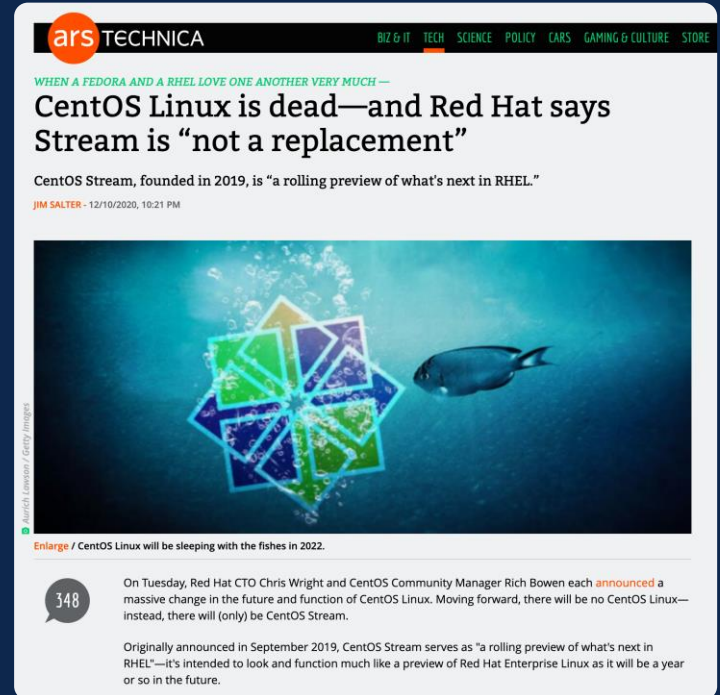 ars TECHNICA
BIZ & IT TECH SCIENCE POLICY CARS GAMING & CULTURE STORE
WHEN A FEDORA AND A RHEL LOVE ONE ANOTHER VERY MUCH —
CentOS Linux is dead—and Red Hat says
Stream is “not a replacement”
CentOS Stream, founded in 2019, is “a rolling preview of what's next in RHEL.”
JIM SALTER - 12/10/2020, 10:21 PM
Aurich Lawson / Getty Images
Enlarge / CentOS Linux will be sleeping with the fishes in 2022.
348
On Tuesday, Red Hat CTO Chris Wright and CentOS Community Manager Rich Bowen each announced a
massive change in the future and function of CentOS Linux. Moving forward, there will be no CentOS Linux—
instead, there will (only) be CentOS Stream.
Originally announced in September 2019, CentOS Stream serves as "a rolling preview of what's next in
RHEL"—it's intended to look and function much like a preview of Red Hat Enterprise Linux as it will be a year
or so in the future.